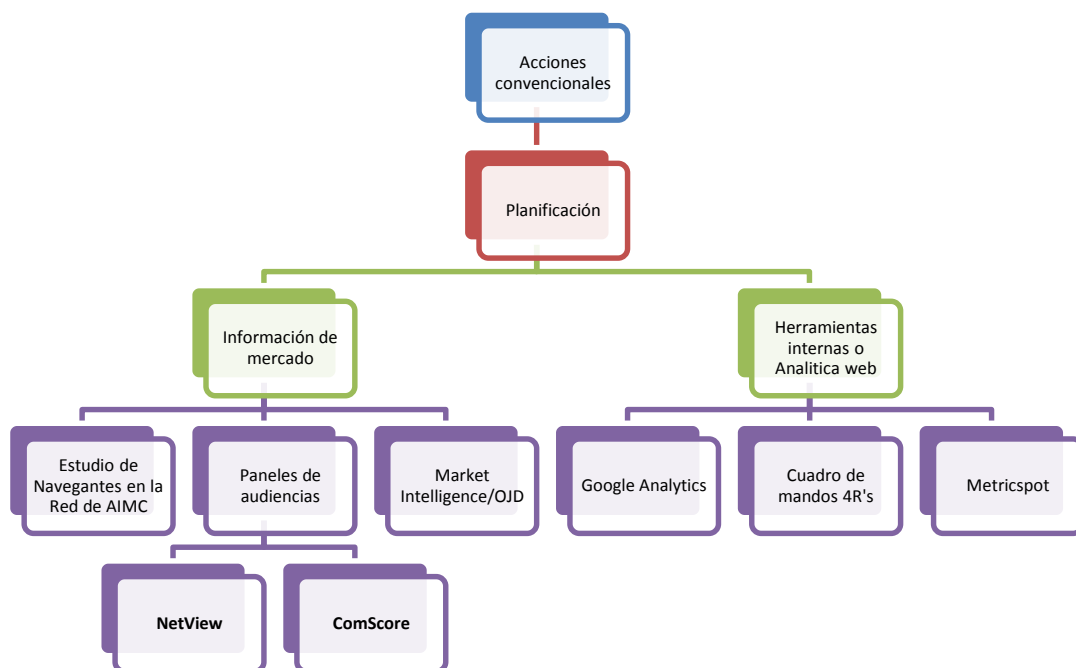 Acciones
convencionales
Planificación
Información de
mercado
Herramientas
internas o
Analitica web
Estudio de
Navegantes en la
Red de AIMC
Paneles de
audiencias
Market
Intelligence/OJD
Google Analytics
Cuadro de
mandos 4R's
Metricspot
NetView
ComScore